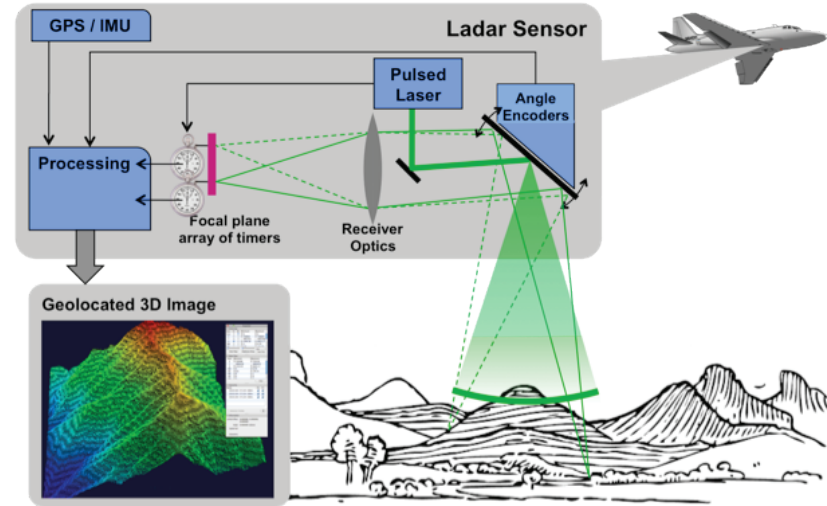 GPS / IMU
Ladar Sensor
Pulsed
Laser
Angle
Encoders
Processing
Focal plane
array of timers
Receiver
Optics
Geolocated 3D Image